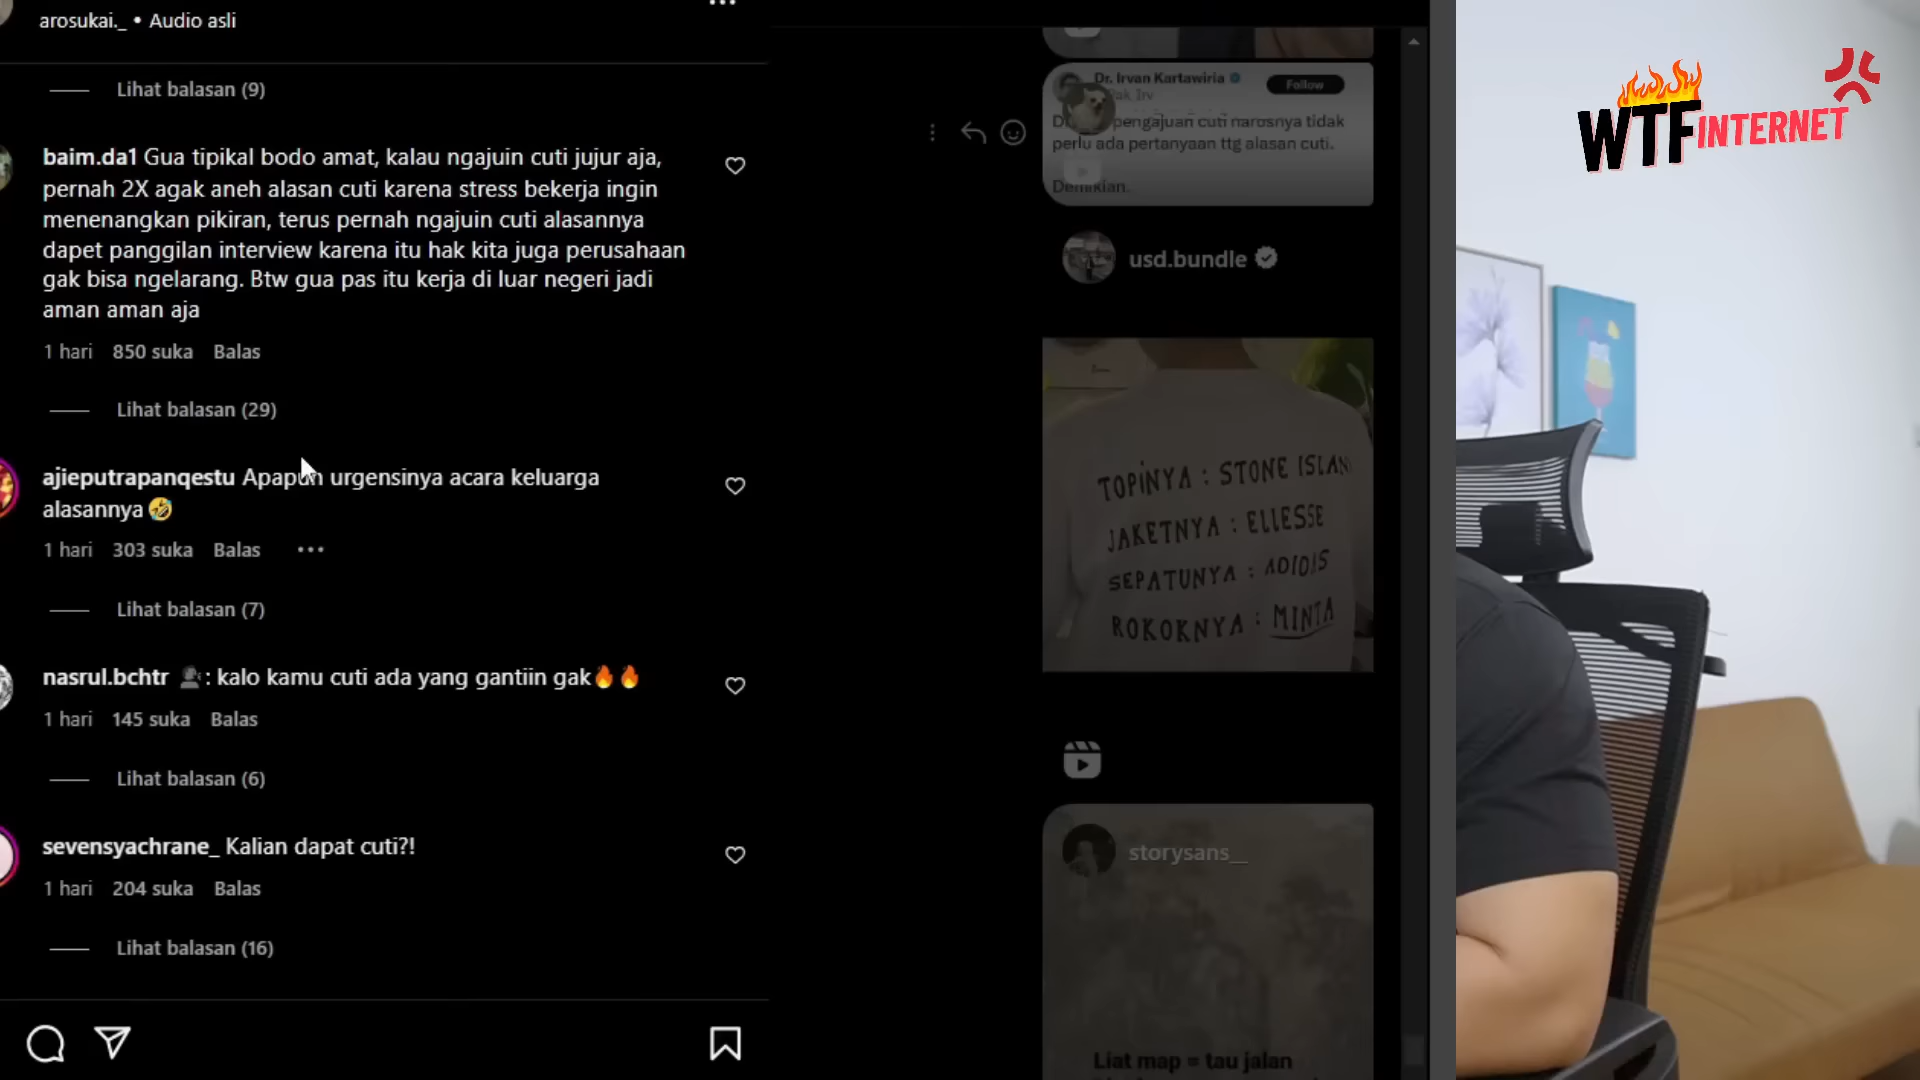 arosukai._ • Audio asli
Lihat balasan (9)
baim.da1 Gua tipikal bodo amat, kalau ngajuin cuti jujur aja,
pernah 2X agak aneh alasan cuti karena stress bekerja ingin
menenangkan pikiran, terus pernah ngajuin cuti alasannya
dapet panggilan interview karena itu hak kita juga perusahaan
gak bisa ngelarang. Btw gua pas itu kerja di luar negeri jadi
aman aman aja
1 hari 850 suka Balas
Lihat balasan (29)
ajieputrapanqestu Apapun urgensinya acara keluarga
alasannya🤣
1 hari 303 suka Balas
Lihat balasan (7)
nasrul.bchtr 🗣: kalo kamu cuti ada yang gantiin gak🔥🔥
1 hari 145 suka Balas
Lihat balasan (6)
sevensyachrane_ Kalian dapat cuti?!
1 hari 204 suka Balas
Lihat balasan (16)
Dr. Irvan Kartawiria
Follow
Pak_Irv
pengajuan cuti harosnya tidak
perlu ada pertanyaan ttg alasan cuti.
Demikian.
usd.bundle
TOPINYA : STONE ISLAN
JAKETNYA : ELLESSE
SEPATUNYA : ADIDIS
ROKOKNYA : MINTA
storysans__
Liat map = tau jalan
WTF INTERNET